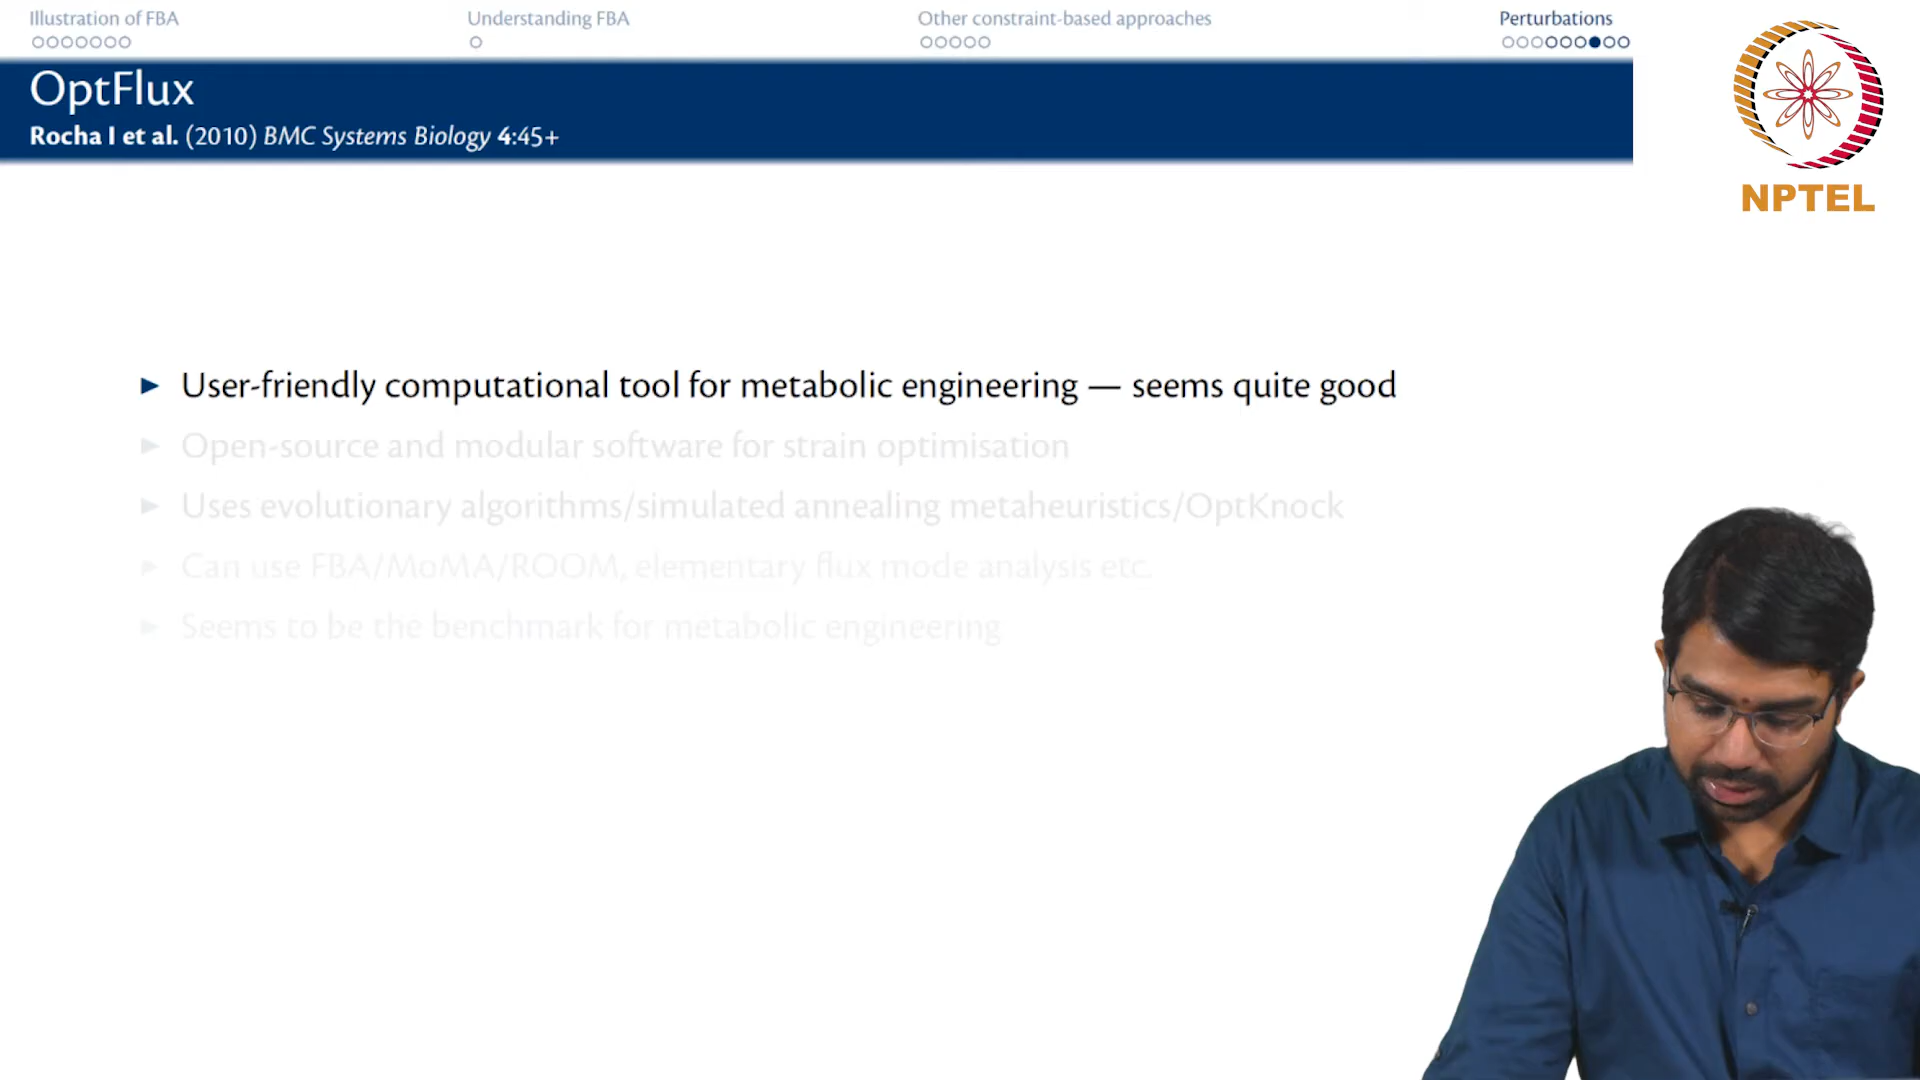 Illustration of FBA
Understanding FBA
Other constraint-based approaches
Perturbations
OptFlux
Rocha I et al. (2010) BMC Systems Biology 4:45+
NPTEL
► User-friendly computational tool for metabolic engineering — seems quite good
► Open-source and modular software for strain optimisation
► Uses evolutionary algorithms/simulated annealing metaheuristics/OptKnock
► Can use FBA/MoMA/ROOM, elementary flux mode analysis etc.
► Seems to be the benchmark for metabolic engineering